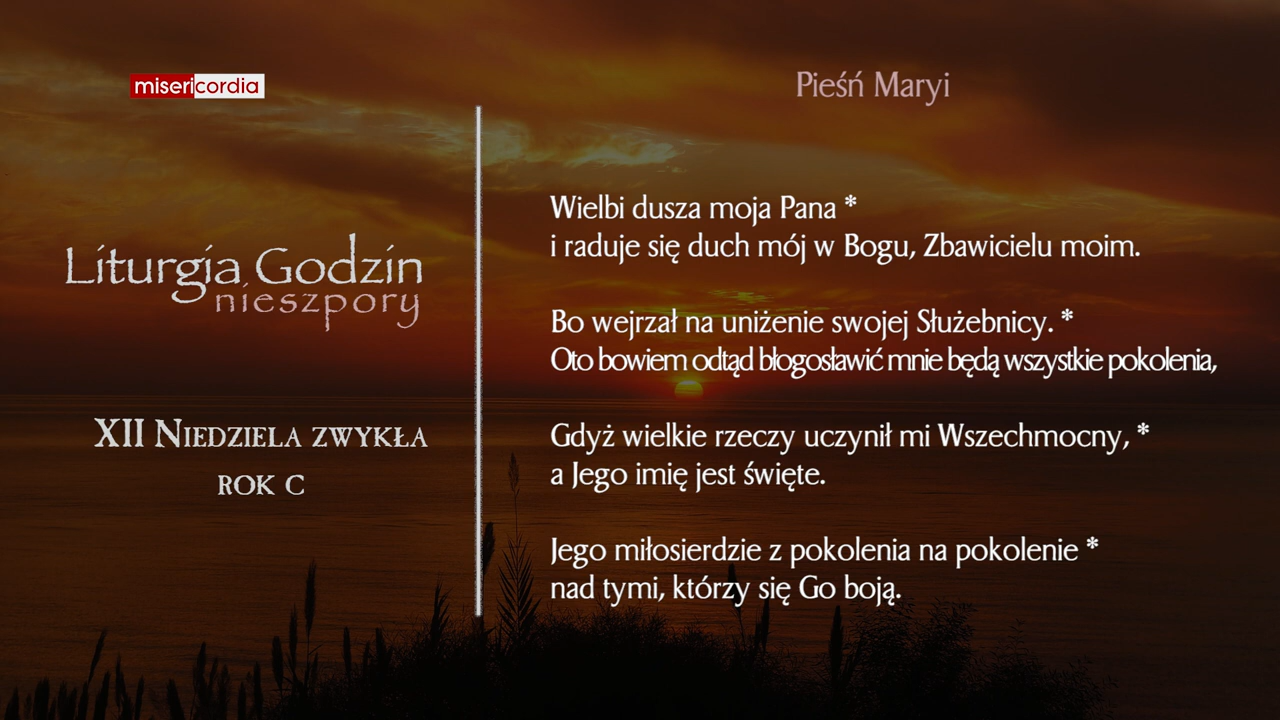 misericordia
Liturgia Godzin
nieszpory
XII Niedziela zwykła
rok C
Pieśń Maryi
Wielbi dusza moja Pana *
i raduje się duch mój w Bogu, Zbawicielu moim.
Bo wejrzał na uniżenie swojej Służebnicy. *
Oto bowiem odtąd błogosławić mnie będą wszystkie pokolenia,
Gdyż wielkie rzeczy uczynił mi Wszechmocny, *
a Jego imię jest święte.
Jego miłosierdzie z pokolenia na pokolenie *
nad tymi, którzy się Go boją.